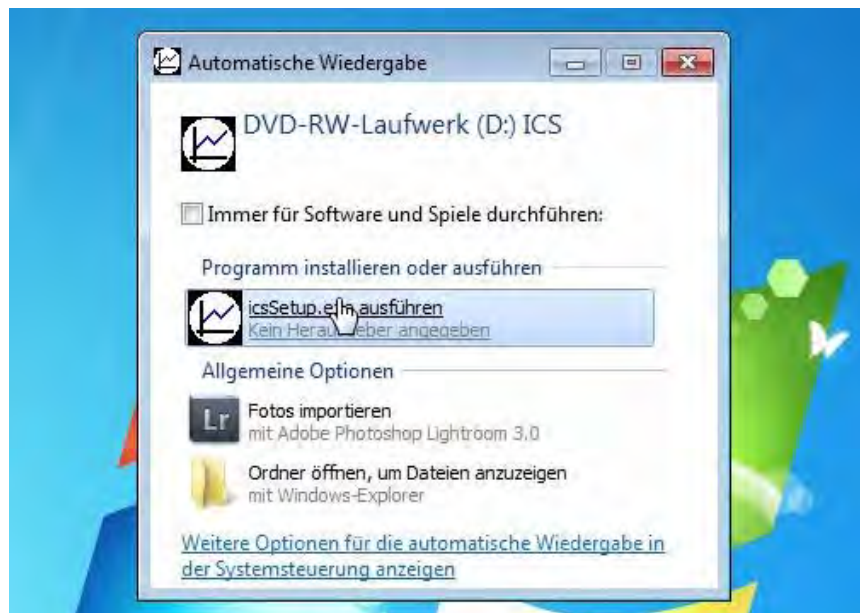 Automatische Wiedergabe
DVD-RW-Laufwerk (D:) ICS
Immer für Software und Spiele durchführen:
Programm installieren oder ausführen
ausführen
Kein angegeben
Allgemeine Optionen
Lr
Fotos importieren
mit Adobe Photoshop Lightroom 3.0
Ordner öffnen, um Dateien anzuzeigen
mit Windows-Explorer
Weitere Optionen für die automatische Wiedergabe in
der Systemsteuerung anzeigen